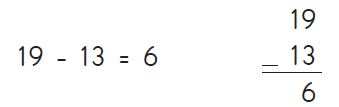 19 - 13 = 6
19
- 13
6